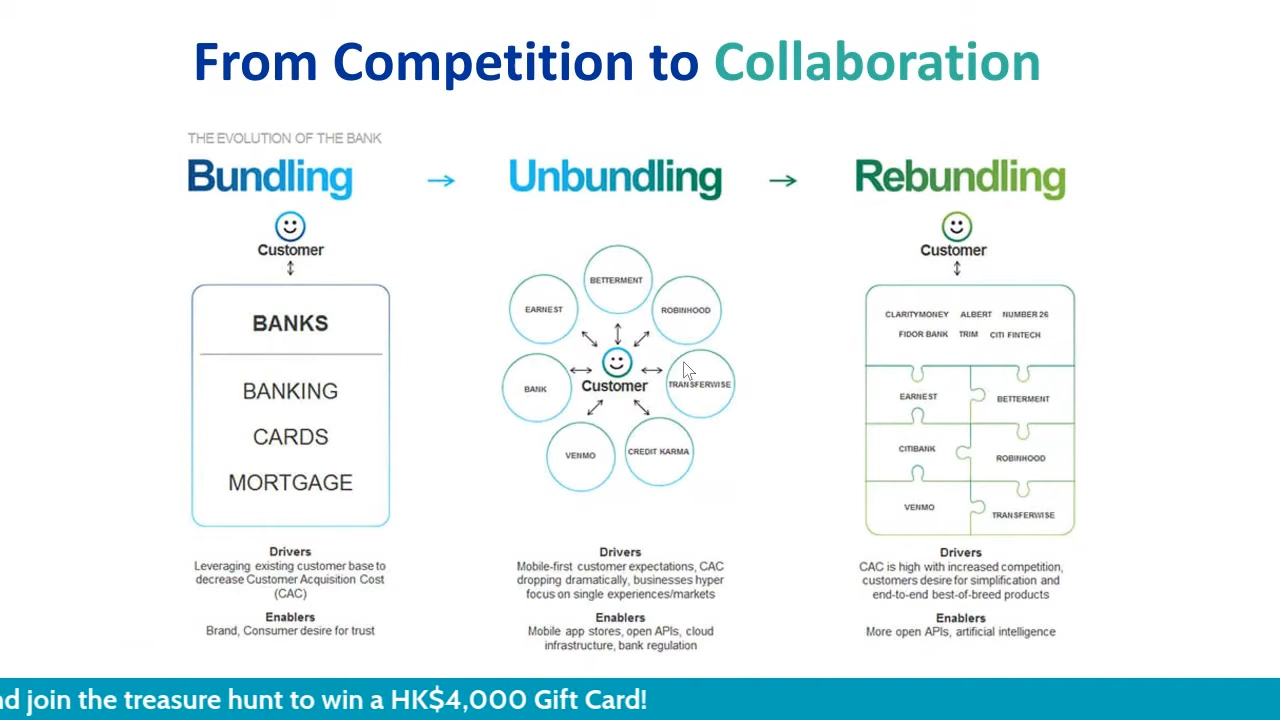 From Competition to Collaboration
THE EVOLUTION OF THE BANK
Bundling
Customer
BANKS
BANKING
CARDS
MORTGAGE
Drivers
Leveraging existing customer base to
decrease Customer Acquisition Cost
(CAC)
Enablers
Brand, Consumer desire for trust
Unbundling
BETTERMENT
EARNEST
ROBINHOOD
Customer
BANK
TRANSFERWISE
VENMO
CREDIT KARMA
Drivers
Mobile-first customer expectations, CAC
dropping dramatically, businesses hyper
focus on single experiences/markets
Enablers
Mobile app stores, open APIs, cloud
infrastructure, bank regulation
Rebundling
Customer
CLARITYMONEY ALBERT NUMBER 26
FIDOR BANK TRIM CITI FINTECH
EARNEST
BETTERMENT
CITIBANK
ROBINHOOD
VENMO
TRANSFERWISE
Drivers
CAC is high with increased competition,
customers desire for simplification and
end-to-end best-of-breed products
Enablers
More open APIs, artificial intelligence
join the treasure hunt to win a HK$4,000 Gift Card!